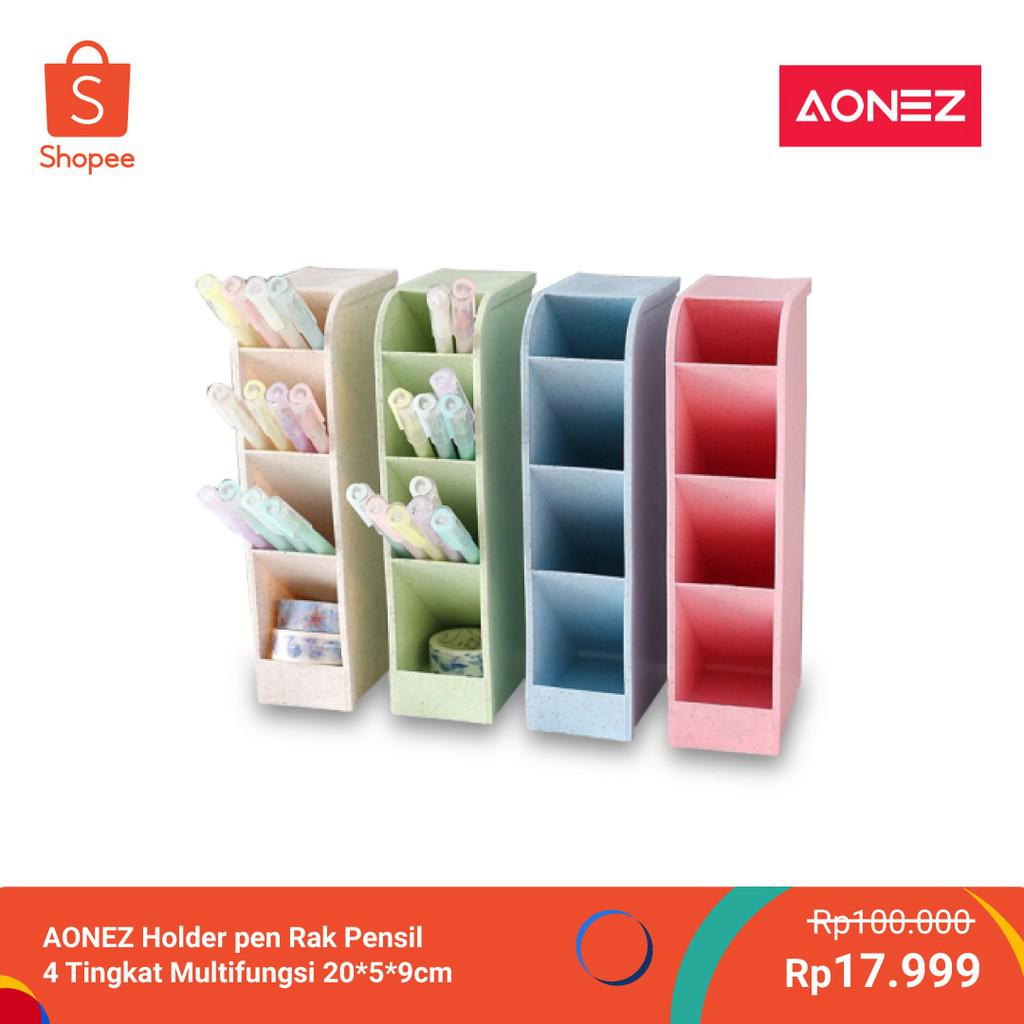 S
Shopee
AONEZ
AONEZ Holder pen Rak Pensil
4 Tingkat Multifungsi 20*5*9cm
Rp100.000
Rp17.999